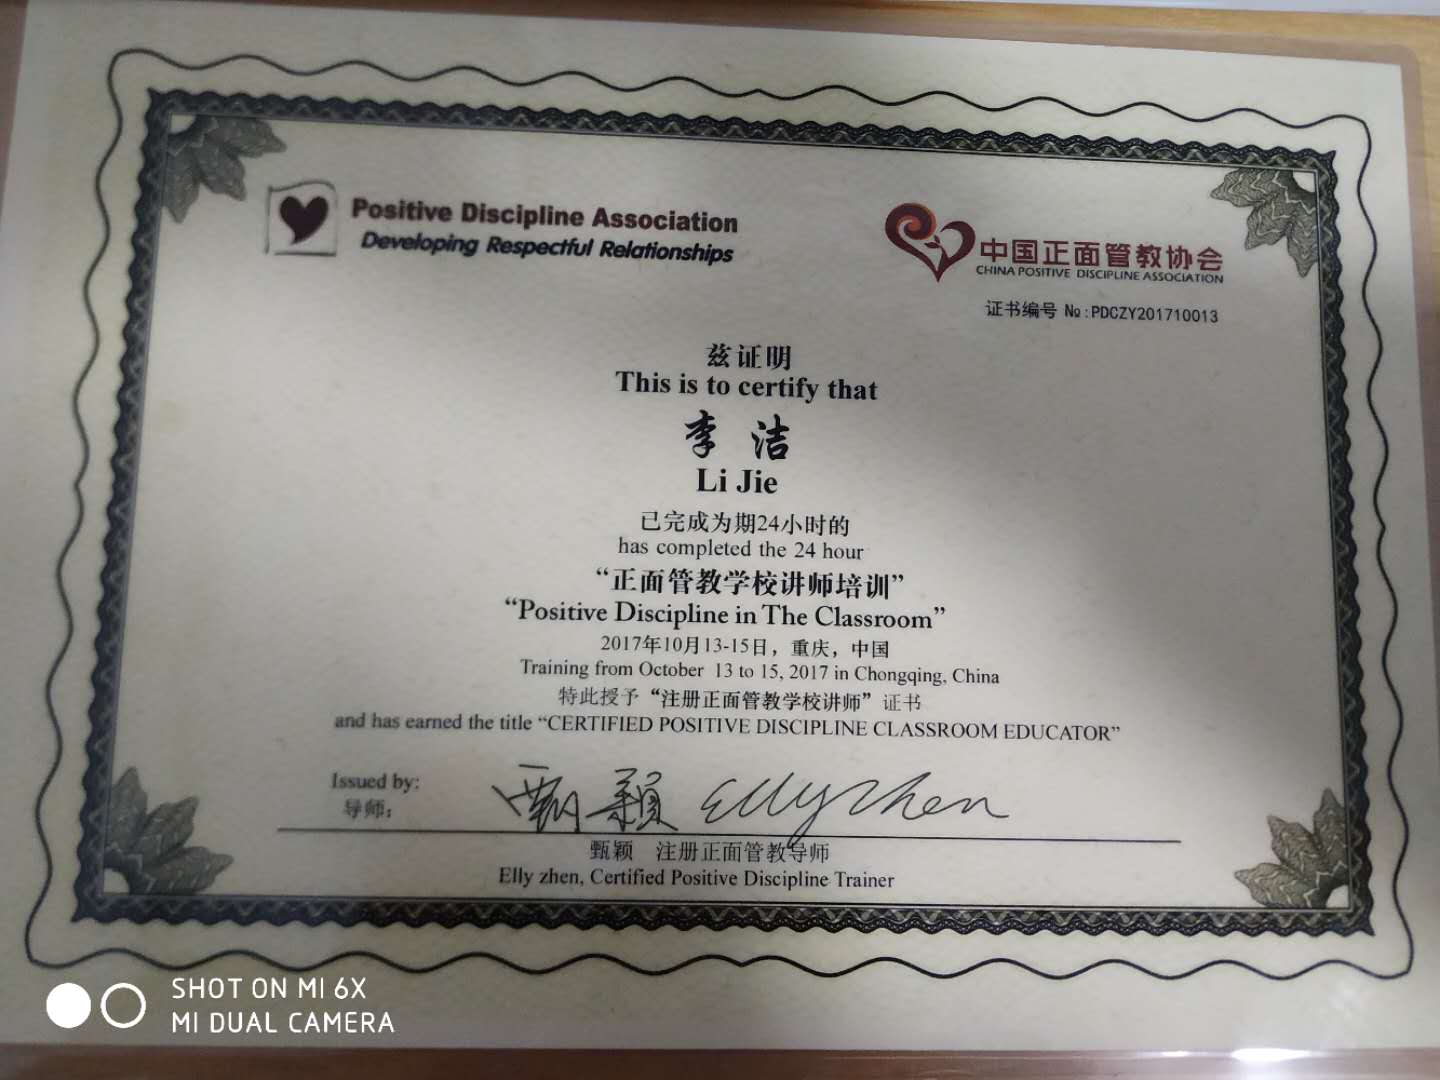 Positive Discipline Association
Developing Respectful Relationships
中国正面管教协会
CHINA POSITIVE DISCIPLINE ASSOCIATION
证书编号 №:PDCZY201710013
兹证明
This is to certify that
李 洁
Li Jie
已完成为期24小时的
has completed the 24 hour
“正面管教学校讲师培训”
“Positive Discipline in The Classroom”
2017年10月13-15日，重庆，中国
Training from October 13 to 15, 2017 in Chongqing, China
特此授予“注册正面管教学校讲师”证书
and has earned the title “CERTIFIED POSITIVE DISCIPLINE CLASSROOM EDUCATOR”
Issued by:
导师：
甄颖 Elly Zhen
甄颖 注册正面管教导师
Elly zhen, Certified Positive Discipline Trainer
SHOT ON MI 6X
MI DUAL CAMERA